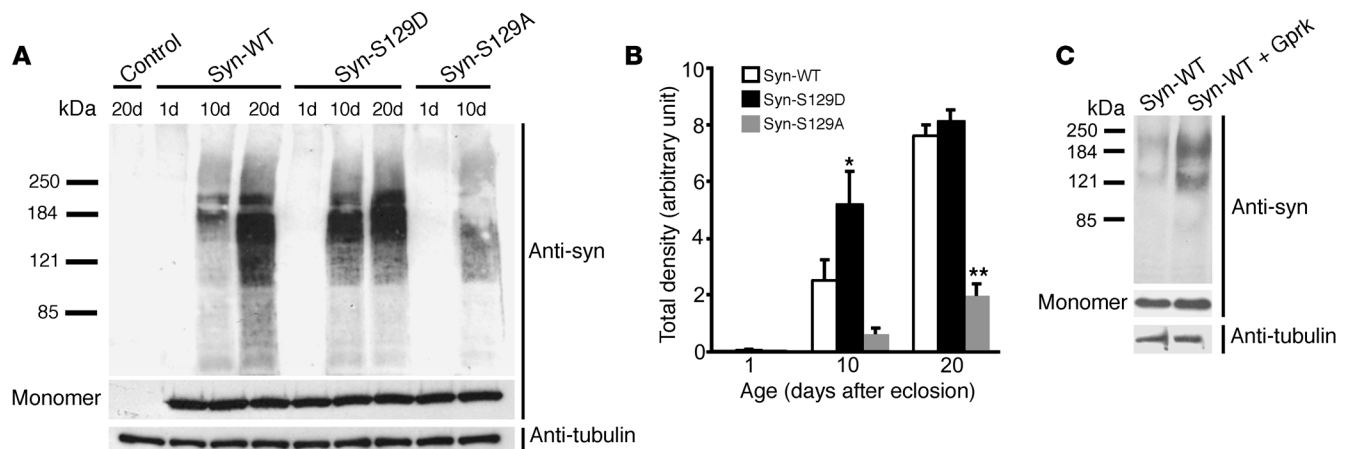 A
Control
Syn-WT
Syn-S129D
Syn-S129A
kDa
20d 1d 10d 20d 1d 10d 20d 1d 10d
250
184
121
85
Anti-syn
Monomer
Anti-tubulin
B
Total density (arbitrary unit)
10
8
6
4
2
0
Syn-WT
Syn-S129D
Syn-S129A
*
**
1 10 20
Age (days after eclosion)
C
Syn-WT
Syn-WT + Gprk
kDa
250
184
121
85
Anti-syn
Monomer
Anti-tubulin